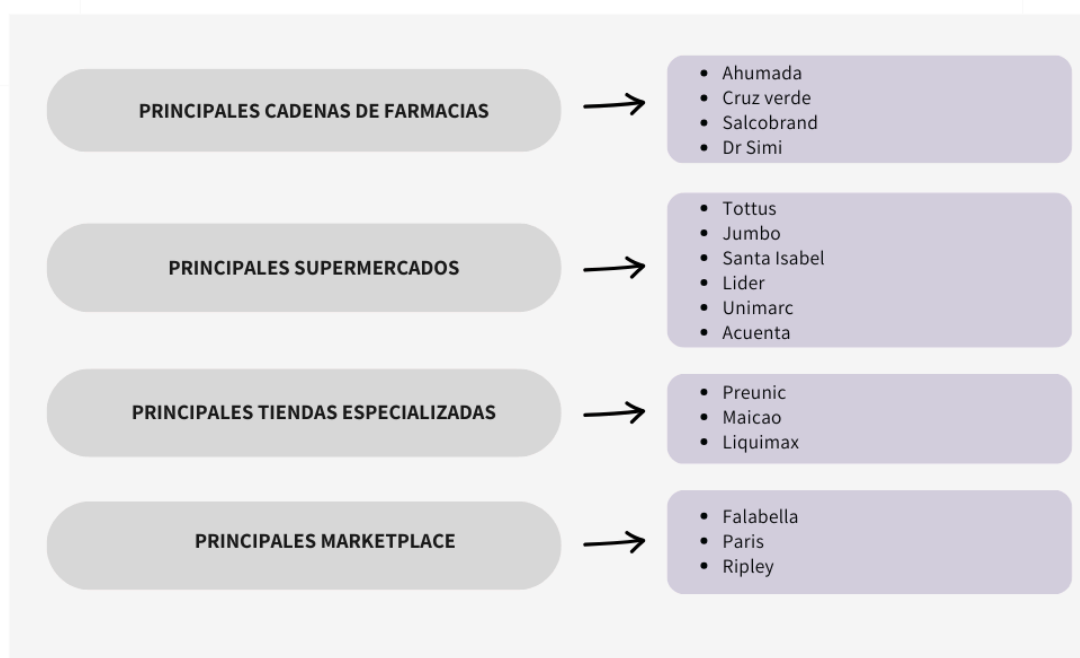 PRINCIPALES CADENAS DE FARMACIAS
• Ahumada
• Cruz verde
• Salcobrand
• Dr Simi
PRINCIPALES SUPERMERCADOS
• Tottus
• Jumbo
• Santa Isabel
• Lider
• Unimarc
• Acuenta
PRINCIPALES TIENDAS ESPECIALIZADAS
• Preunic
• Maicao
• Liquimax
PRINCIPALES MARKETPLACE
• Falabella
• Paris
• Ripley